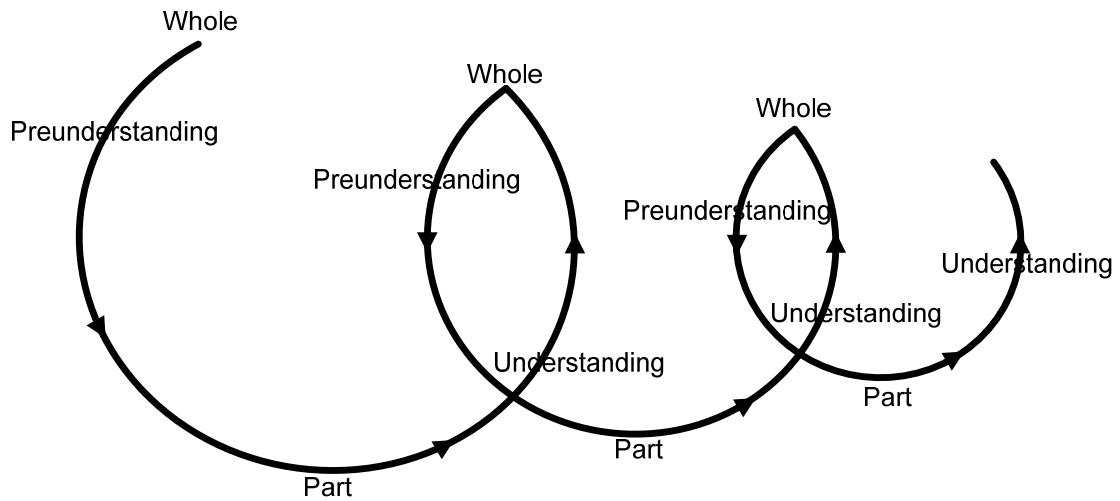 Whole
Preunderstanding
Part
Whole
Preunderstanding
Understanding
Part
Whole
Preunderstanding
Understanding
Part
Understanding